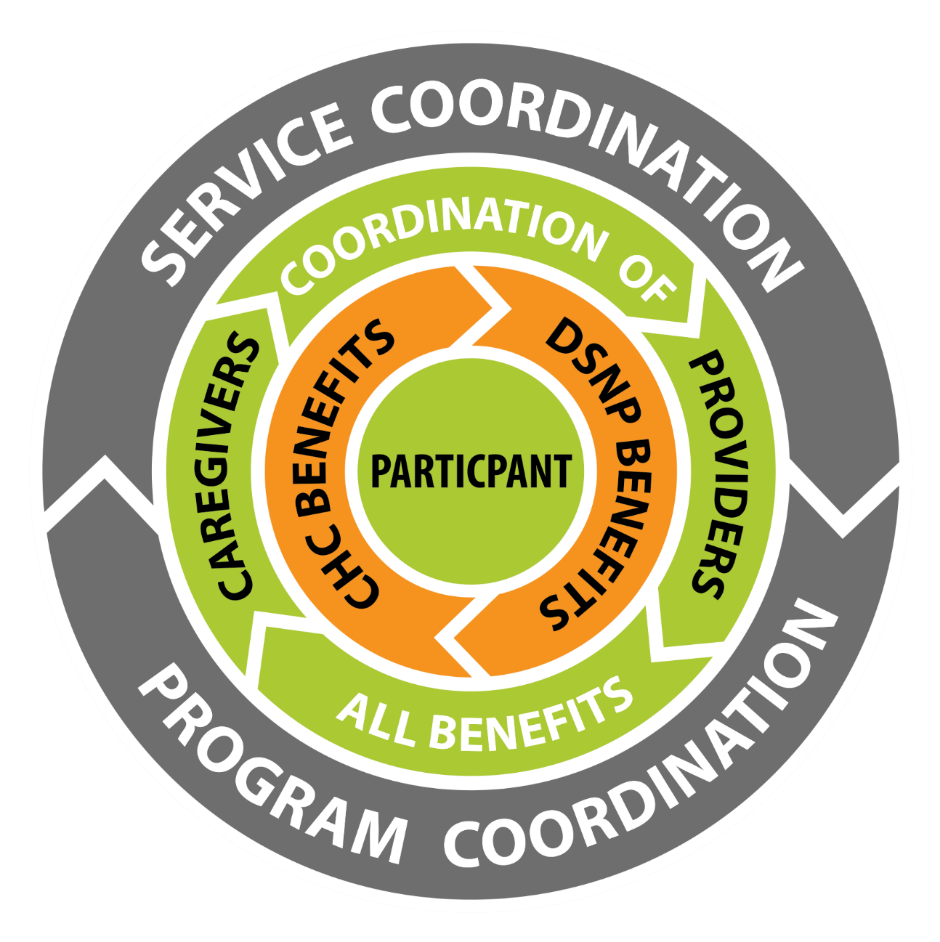 SERVICE COORDINATION
COORDINATION OF
PROVIDERS
ALL BENEFITS
CAREGIVERS
CHC BENEFITS
DSNP BENEFITS
PARTICPANT
PROGRAM COORDINATION